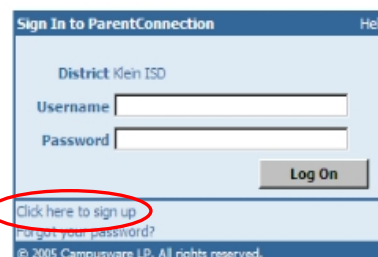 Sign In to ParentConnection Hel
District Klein ISD
Username
Password
Log On
Click here to sign up
Forgot your password?
© 2005 Campusware LP. All rights reserved.